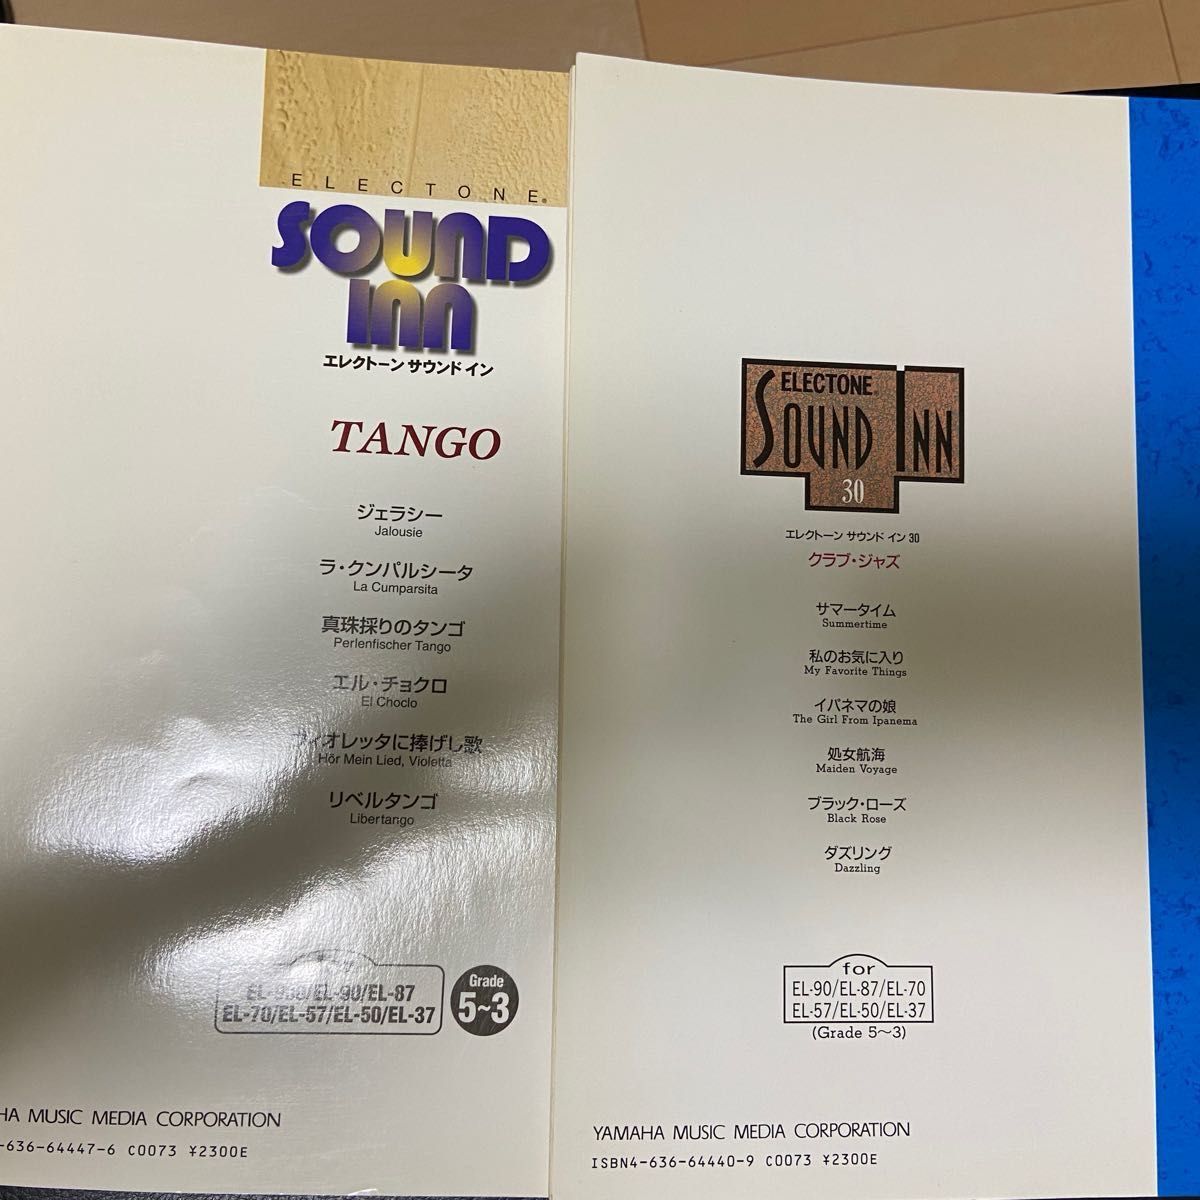 ELECTONE®
SOUND
INN
エレクトーン サウンド イン
TANGO
ジェラシー
Jalousie
ラ・クンパルシータ
La Cumparsita
真珠採りのタンゴ
Perlenfischer Tango
エル・チョクロ
El Choclo
ィオレッタに捧げし歌
Hör Mein Lied, Violetta
リベルタンゴ
Libertango
EL-90/EL-87
EL-70/EL-57/EL-50/EL-37
Grade
5~3
HA MUSIC MEDIA CORPORATION
-636-64447-6 C0073 ¥2300E
ELECTONE®
SOUND INN
30
エレクトーン サウンド イン 30
クラブ・ジャズ
サマータイム
Summertime
私のお気に入り
My Favorite Things
イパネマの娘
The Girl From Ipanema
処女航海
Maiden Voyage
ブラック・ローズ
Black Rose
ダズリング
Dazzling
for
EL-90/EL-87/EL-70
EL-57/EL-50/EL-37
(Grade 5~3)
YAMAHA MUSIC MEDIA CORPORATION
ISBN4-636-64440-9 C0073 ¥2300E